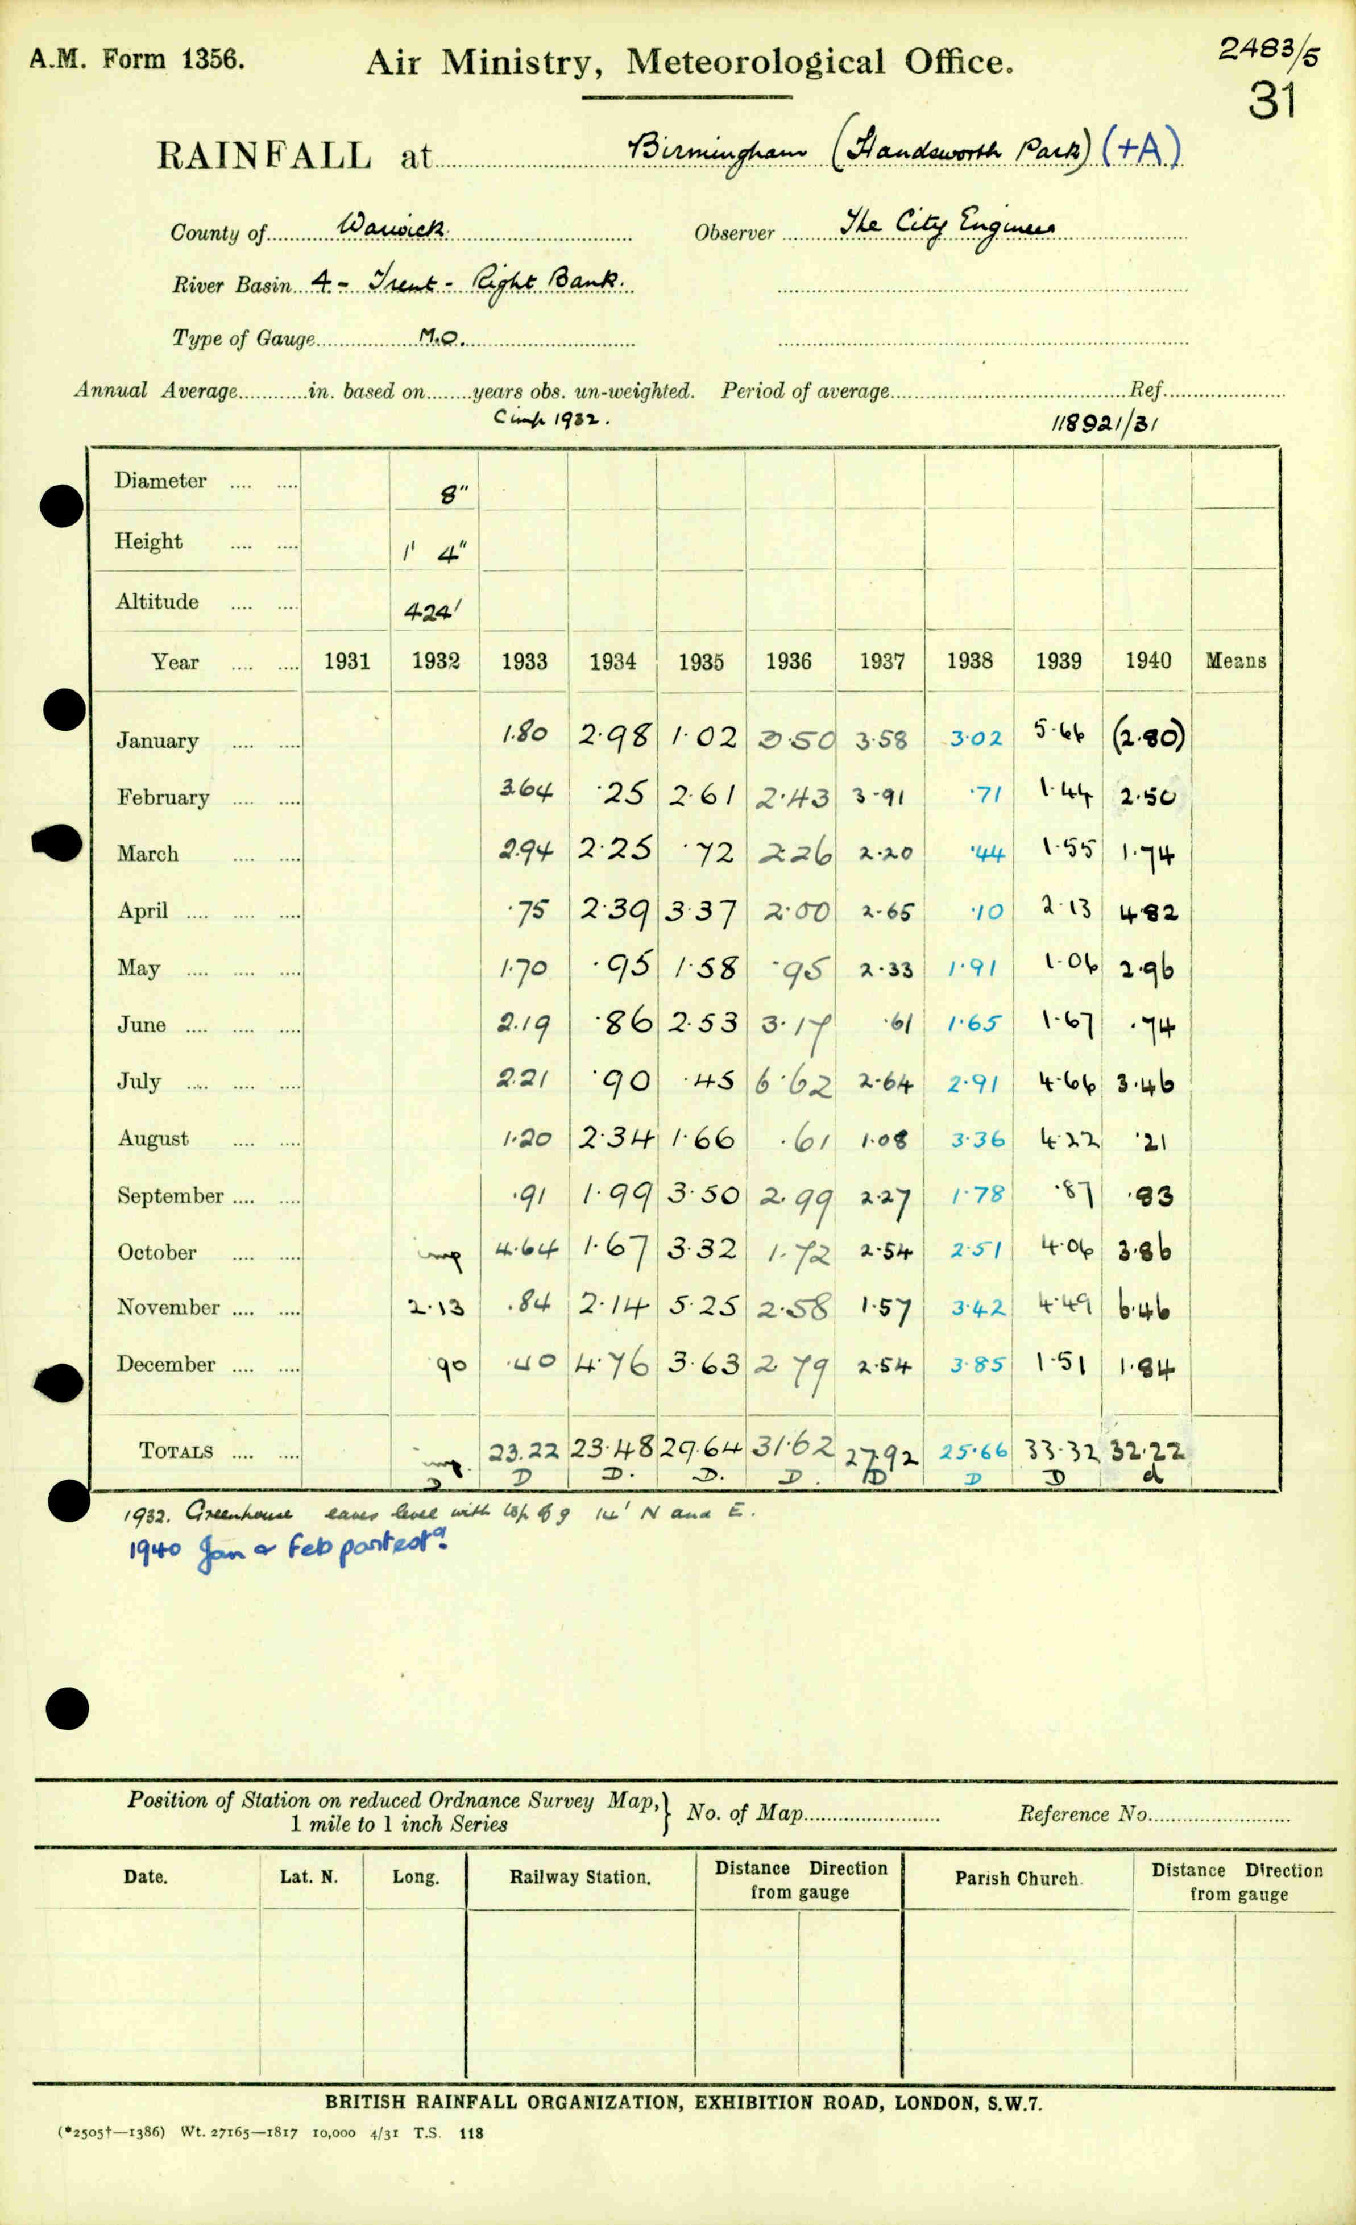 A.M. Form 1356.
Air Ministry, Meteorological Office.
2483/5
31
RAINFALL at Birmingham (Handsworth Park) (+A)
County of Warwick. Observer The City Engineer
River Basin 4 - Trent - Right Bank.
Type of Gauge M.O.
Annual Average in. based on years obs. un-weighted. Period of average Ref.
1932. 118921/31
Diameter 8"
Height 1' 4"
Altitude 424'
Year 1931 1932 1933 1934 1935 1936 1937 1938 1939 1940 Means
January 1.80 2.98 1.02 3.50 3.58 3.02 5.66 (2.80)
February 3.64 .25 2.61 2.43 3.91 .71 1.44 2.50
March 2.94 2.25 .72 2.26 2.20 .44 1.55 1.74
April .75 2.39 3.37 2.00 2.65 .10 2.13 4.82
May 1.70 .95 1.58 .95 2.33 1.91 1.06 2.96
June 2.19 .86 2.53 3.17 .61 1.65 1.67 .74
July 2.21 .90 .45 6.62 2.64 2.91 4.66 3.46
August 1.20 2.34 1.66 .61 1.08 3.36 4.22 .21
September .91 1.99 3.50 2.99 2.27 1.78 .87 .83
October imp 4.64 1.67 3.32 1.72 2.54 2.51 4.06 3.86
November 2.13 .84 2.14 5.25 2.58 1.57 3.42 4.49 6.46
December .90 .40 4.76 3.63 2.79 2.54 3.85 1.51 1.84
TOTALS imp. 23.22 23.48 29.64 31.62 27.92 25.66 33.32 32.22
D D D. D. D. D D D d
1932. Greenhouse eaves level with top of g 14' N and E.
1940 Jan & Feb part estd
Position of Station on reduced Ordnance Survey Map, 1 mile to 1 inch Series } No. of Map Reference No.
Date. Lat. N. Long. Railway Station. Distance Direction from gauge Parish Church. Distance Direction from gauge
BRITISH RAINFALL ORGANIZATION, EXHIBITION ROAD, LONDON, S.W.7.
(*2505†—1386) Wt. 27165—1817 10,000 4/31 T.S. 118